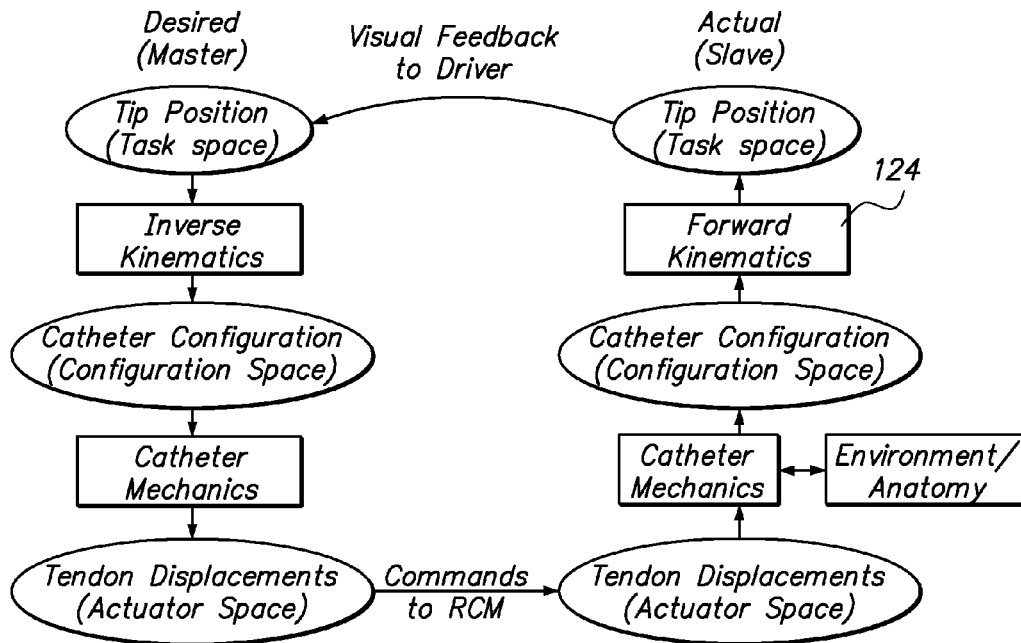 Desired
(Master)
Visual Feedback
to Driver
Actual
(Slave)
Tip Position
(Task space)
Tip Position
(Task space)
124
Inverse
Kinematics
Forward
Kinematics
Catheter Configuration
(Configuration Space)
Catheter Configuration
(Configuration Space)
Catheter
Mechanics
Catheter
Mechanics
Environment/
Anatomy
Tendon Displacements
(Actuator Space)
Commands
to RCM
Tendon Displacements
(Actuator Space)